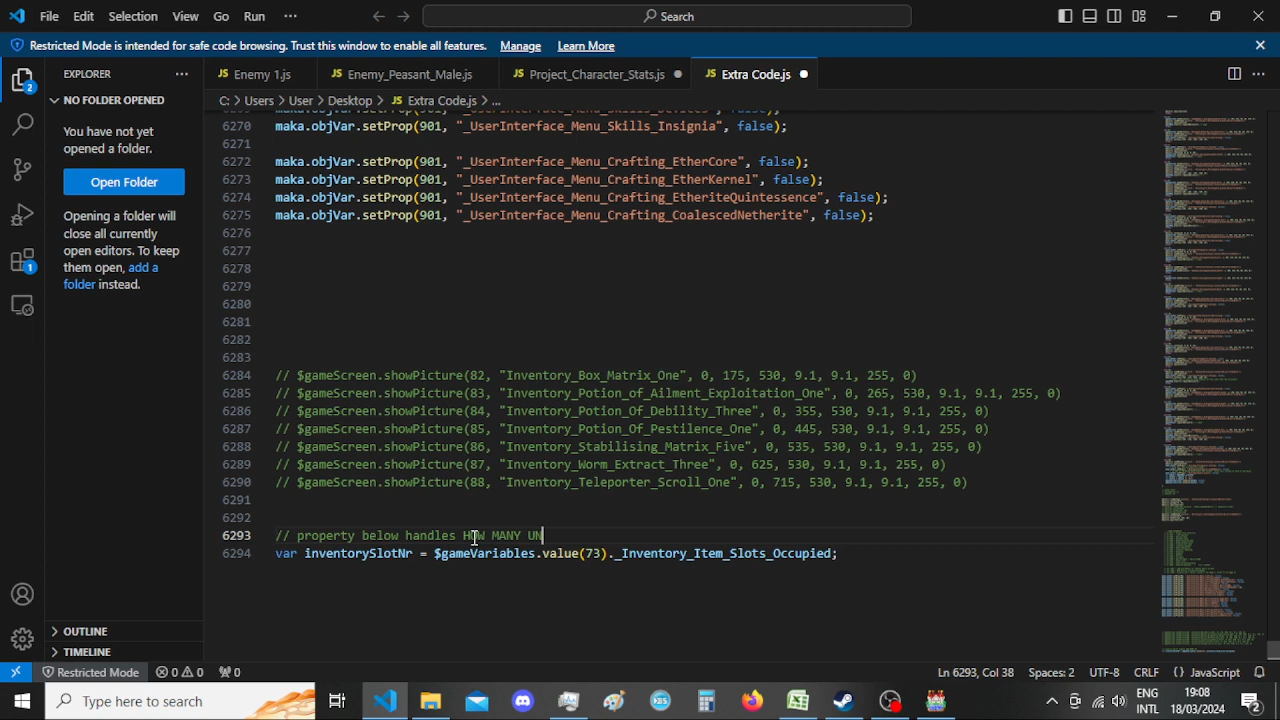 File Edit Selection View Go Run ··· Search
Restricted Mode is intended for safe code browsing. Trust this window to enable all features. Manage Learn More
EXPLORER
Enemy 1.js Enemy_Peasant_Male.js Project_Character_Stats.js Extra Code.js
NO FOLDER OPENED
C: > Users > User > Desktop > Extra Code.js > ...
You have not yet
opened a folder.
Open Folder
Opening a folder will
close all currently
open editors. To keep
them open, add a
folder instead.
6270 maka.objVar.setProp(901, "_UserInterface_Menu_Skills_Insignia", false);
6271
6272 maka.objVar.setProp(901, "_UserInterface_Menu_Crafting_EtherCore", false);
6273 maka.objVar.setProp(901, "_UserInterface_Menu_Crafting_EtherKernel", false);
6274 maka.objVar.setProp(901, "_UserInterface_Menu_Crafting_EtheriteQuintessence", false);
6275 maka.objVar.setProp(901, "_UserInterface_Menu_Crafting_CoalescedNetherite", false);
6276
6277
6278
6279
6280
6281
6282
6283
6284 // $gameScreen.showPicture(82, "Inventory_Box_Matrix_One", 0, 175, 530, 9.1, 9.1, 255, 0)
6285 // $gameScreen.showPicture(83, "Inventory_Potion_of_Ailment_Expulsion_One", 0, 265, 530, 9.1, 9.1, 255, 0)
6286 // $gameScreen.showPicture(84, "Inventory_Potion_Of_Debility_Three", 0, 355, 530, 9.1, 9.1, 255, 0)
6287 // $gameScreen.showPicture(85, "Inventory_Potion_Of_Pestilence_One", 0, 445, 530, 9.1, 9.1, 255, 0)
6288 // $gameScreen.showPicture(86, "Inventory_Stabilising_Matrix_Five", 0, 535, 530, 9.1, 9.1, 255, 0)
6289 // $gameScreen.showPicture(87, "Inventory_Worm_Extract_Three", 0, 625, 530, 9.1, 9.1, 255, 0)
6290 // $gameScreen.showPicture(88, "Inventory_Teleporter_Scroll_One", 0, 715, 530, 9.1, 9.1, 255, 0)
6291
6292
6293 // property below handles HOW MANY UN
6294 var inventorySlotNr = $gameVariables.value(73)._Inventory_Item_Slots_Occupied;
OUTLINE
TIMELINE
Restricted Mode 0 0 0 Ln 6293, Col 38 Spaces: 2 UTF-8 CRLF {} JavaScript
Type here to search
ENG
INTL
19:08
18/03/2024
2